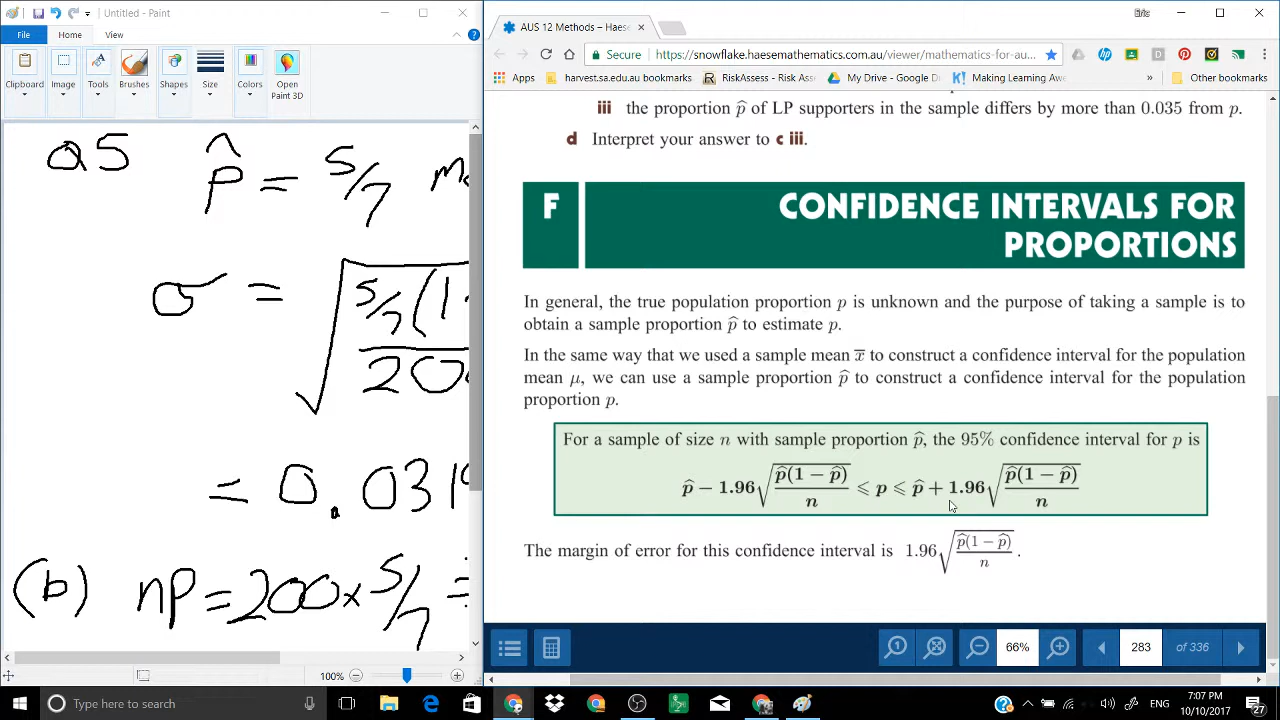 Untitled - Paint
File
Home
View
Clipboard
Image
Tools
Brushes
Shapes
Size
Colors
Open Paint 3D
Q5 p̂ = 5/7
σ = √(5/7(1
200
= 0.0319
(b) np = 200 × 5/7 =
100%
AUS 12 Methods – Haese
Elis
Secure https://snowflake.haesemathematics.com.au/viewer/mathematics-for-au...
Apps harvest.sa.edu.au bookmarks RiskAssess - Risk Ass My Drive - Google Dri K! Making Learning Awe Other bookmarks
iii the proportion p̂ of LP supporters in the sample differs by more than 0.035 from p.
d Interpret your answer to c iii.
F CONFIDENCE INTERVALS FOR
PROPORTIONS
In general, the true population proportion p is unknown and the purpose of taking a sample is to
obtain a sample proportion p̂ to estimate p.
In the same way that we used a sample mean x̄ to construct a confidence interval for the population
mean μ, we can use a sample proportion p̂ to construct a confidence interval for the population
proportion p.
For a sample of size n with sample proportion p̂, the 95% confidence interval for p is
p̂ − 1.96√(p̂(1 − p̂)/n) ⩽ p ⩽ p̂ + 1.96√(p̂(1 − p̂)/n)
The margin of error for this confidence interval is 1.96√(p̂(1 − p̂)/n).
66%
283
of 336
Type here to search
ENG
7:07 PM
10/10/2017
27